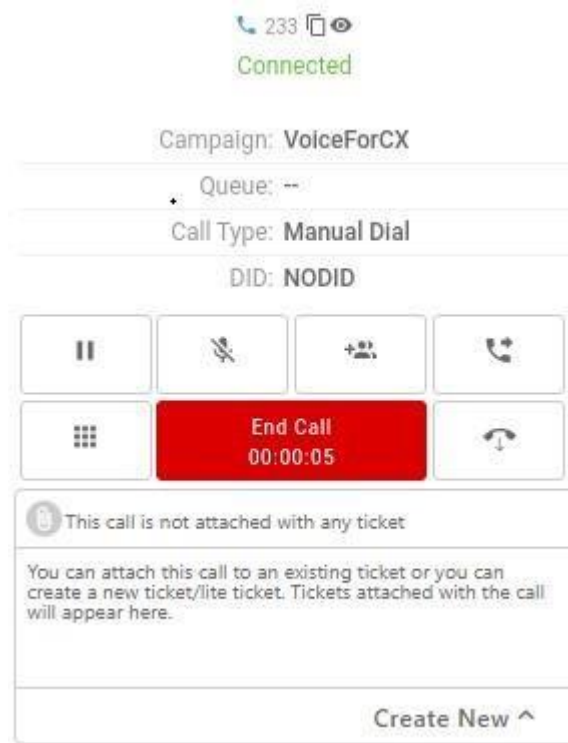 233
Connected
Campaign: VoiceForCX
Queue: --
Call Type: Manual Dial
DID: NODID
End Call
00:00:05
This call is not attached with any ticket
You can attach this call to an existing ticket or you can
create a new ticket/lite ticket. Tickets attached with the call
will appear here.
Create New